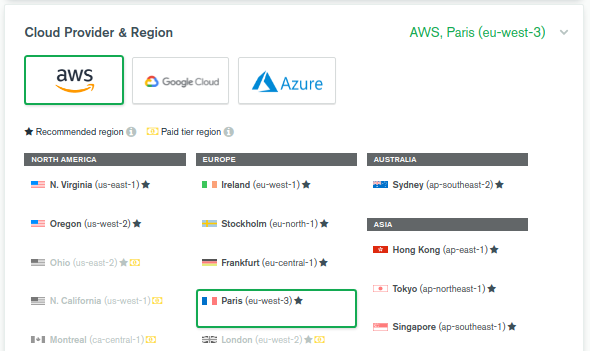 Cloud Provider & Region
AWS, Paris (eu-west-3)
aws
Google Cloud
Azure
Recommended region
Paid tier region
NORTH AMERICA
N. Virginia (us-east-1)
Oregon (us-west-2)
Ohio (us-east-2)
N. California (us-west-1)
Montreal (ca-central-1)
EUROPE
Ireland (eu-west-1)
Stockholm (eu-north-1)
Frankfurt (eu-central-1)
Paris (eu-west-3)
London (eu-west-2)
AUSTRALIA
Sydney (ap-southeast-2)
ASIA
Hong Kong (ap-east-1)
Tokyo (ap-northeast-1)
Singapore (ap-southeast-1)